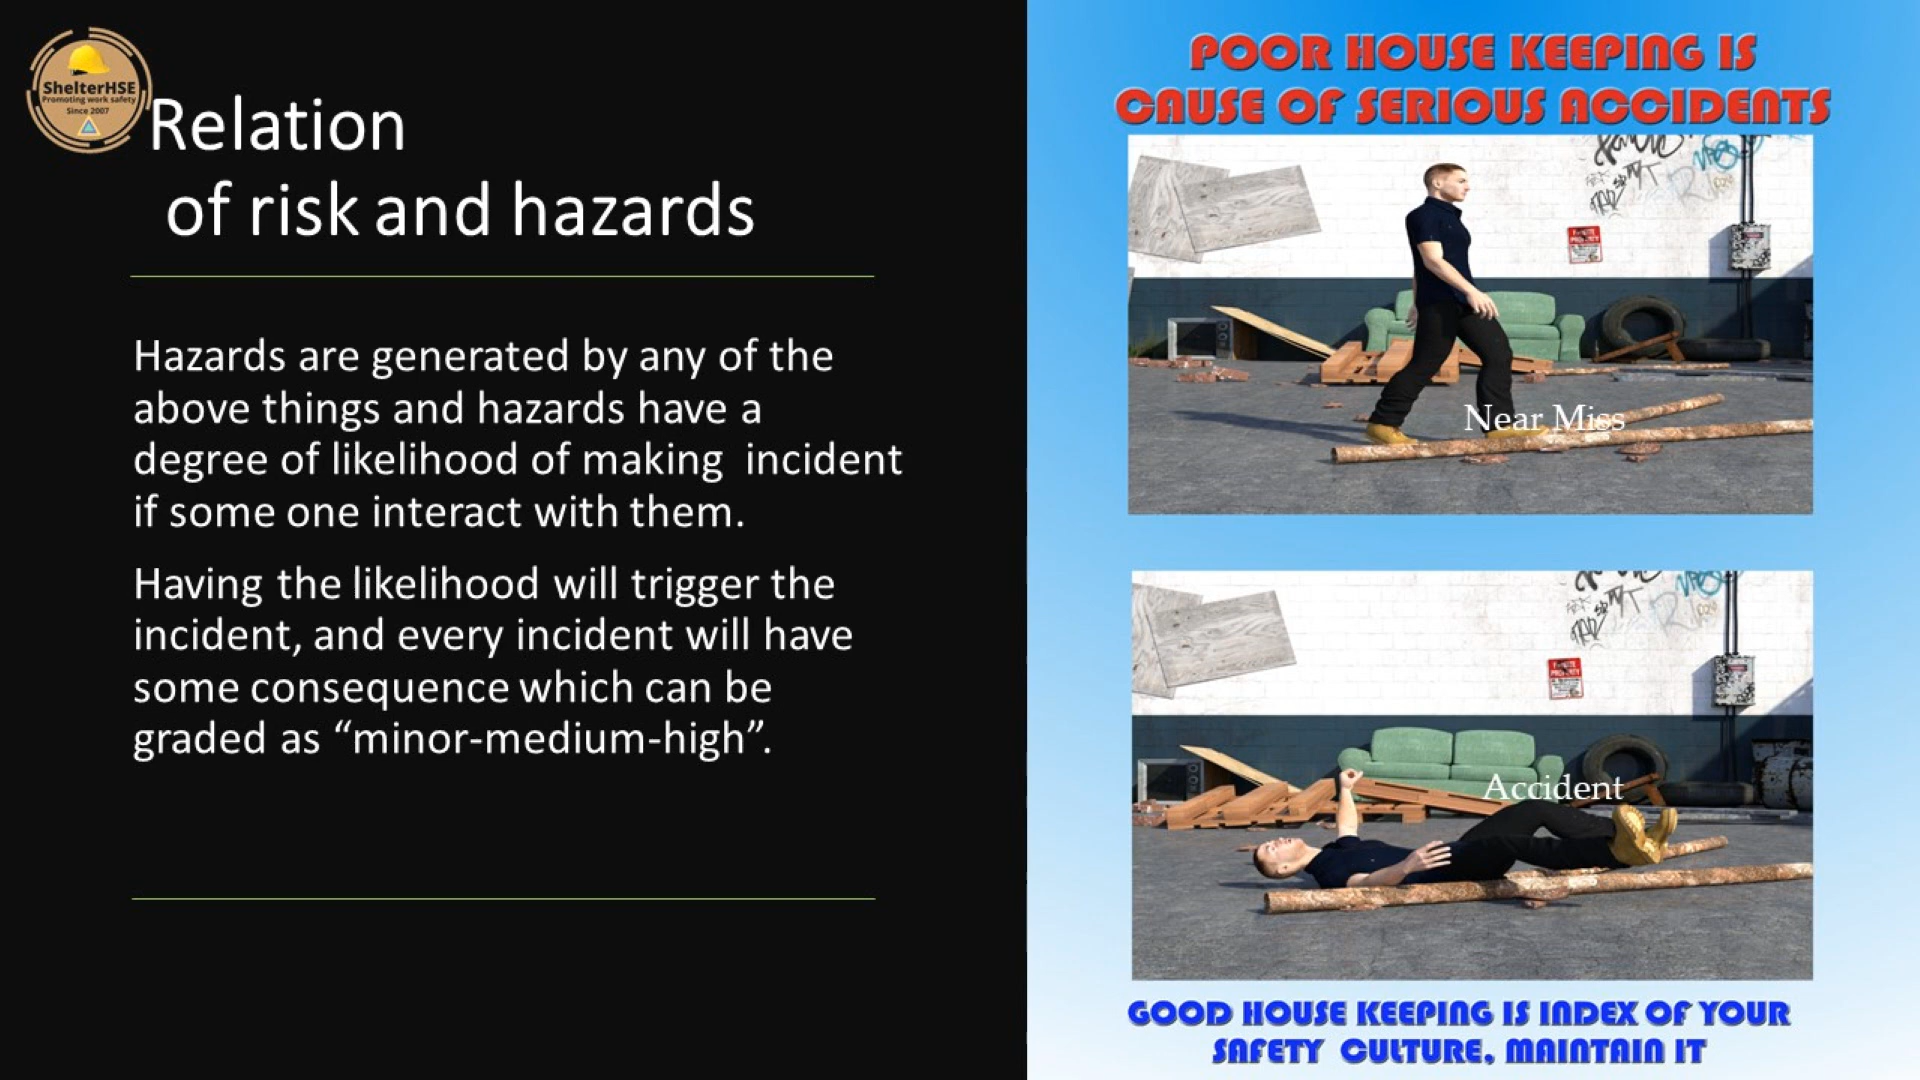 ShelterHSE
Promoting work safety
Since 2007
Relation
of risk and hazards
Hazards are generated by any of the
above things and hazards have a
degree of likelihood of making incident
if some one interact with them.
Having the likelihood will trigger the
incident, and every incident will have
some consequence which can be
graded as “minor-medium-high”.
POOR HOUSE KEEPING IS
CAUSE OF SERIOUS ACCIDENTS
Near Miss
Accident
GOOD HOUSE KEEPING IS INDEX OF YOUR
SAFETY CULTURE, MAINTAIN IT